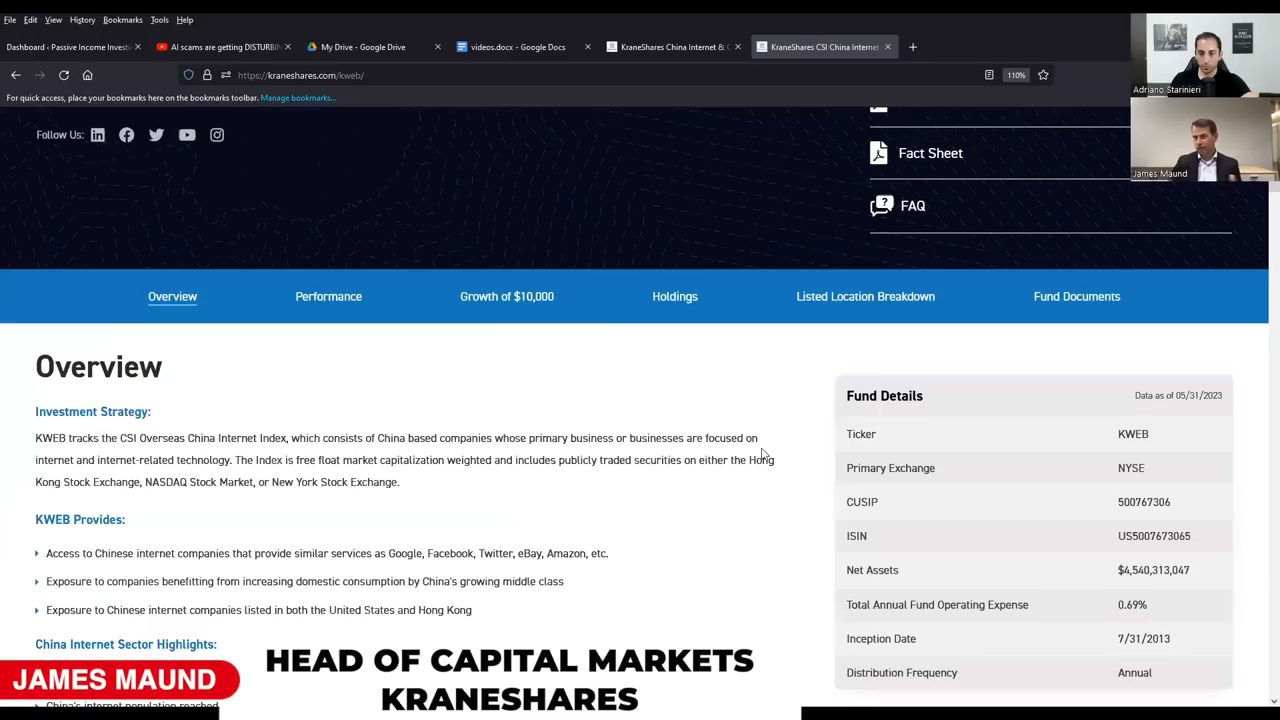 File Edit View History Bookmarks Tools Help
Dashboard ‹ Passive Income Investi
AI scams are getting DISTURBIN
My Drive - Google Drive
videos.docx - Google Docs
KraneShares China Internet & C
KraneShares CSI China Internet
https://kraneshares.com/kweb/
110%
For quick access, place your bookmarks here on the bookmarks toolbar. Manage bookmarks...
Adriano Starinieri
James Maund
Follow Us:
Fact Sheet
FAQ
Overview
Performance
Growth of $10,000
Holdings
Listed Location Breakdown
Fund Documents
Overview
Investment Strategy:
KWEB tracks the CSI Overseas China Internet Index, which consists of China based companies whose primary business or businesses are focused on
internet and internet-related technology. The Index is free float market capitalization weighted and includes publicly traded securities on either the Hong
Kong Stock Exchange, NASDAQ Stock Market, or New York Stock Exchange.
KWEB Provides:
Access to Chinese internet companies that provide similar services as Google, Facebook, Twitter, eBay, Amazon, etc.
Exposure to companies benefitting from increasing domestic consumption by China's growing middle class
Exposure to Chinese internet companies listed in both the United States and Hong Kong
China Internet Sector Highlights:
China's internet population reached
Fund Details
Data as of 05/31/2023
Ticker KWEB
Primary Exchange NYSE
CUSIP 500767306
ISIN US5007673065
Net Assets $4,540,313,047
Total Annual Fund Operating Expense 0.69%
Inception Date 7/31/2013
Distribution Frequency Annual
JAMES MAUND
HEAD OF CAPITAL MARKETS
KRANESHARES